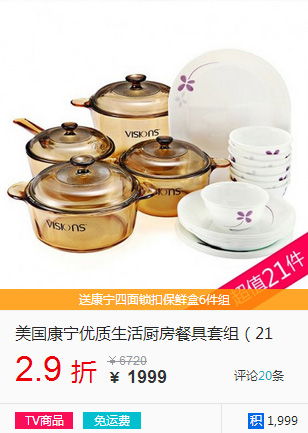 VISIONS
VISIONS
VISIONS
VISIONS
超值21件
送康宁四面锁扣保鲜盒6件组
美国康宁优质生活厨房餐具套组（21
2.9 折
¥ 6720
¥ 1999
评论20条
TV商品
免运费
积 1,999